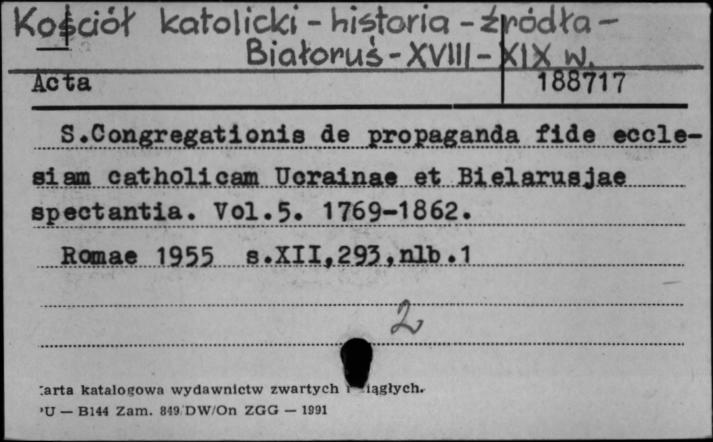 Kościół katolicki - historia - źródła -
Białoruś - XVIII - XIX w.
Acta 188717
S.Congregationis de propaganda fide eccle-
siam catholicam Ucrainae et Bielarusjae
spectantia. Vol.5. 1769-1862.
Romae 1955 s.XII,293,nlb.1
2
arta katalogowa wydawnictw zwartych i iągłych.
U — B144 Zam. 849/DW/On ZGG — 1991